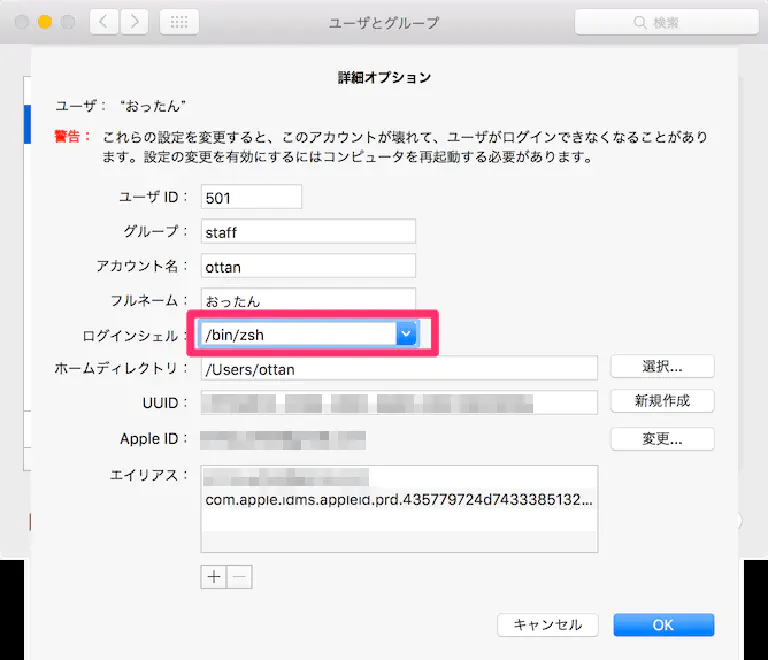 ユーザとグループ
検索
詳細オプション
ユーザ： “おったん”
警告： これらの設定を変更すると、このアカウントが壊れて、ユーザがログインできなくなることがあり
ます。設定の変更を有効にするにはコンピュータを再起動する必要があります。
ユーザ ID： 501
グループ： staff
アカウント名： ottan
フルネーム： おったん
ログインシェル： /bin/zsh
ホームディレクトリ： /Users/ottan 選択...
UUID： 新規作成
Apple ID： 変更...
エイリアス：
com.apple.idms.appleid.prd.435779724d7433385132...
キャンセル OK